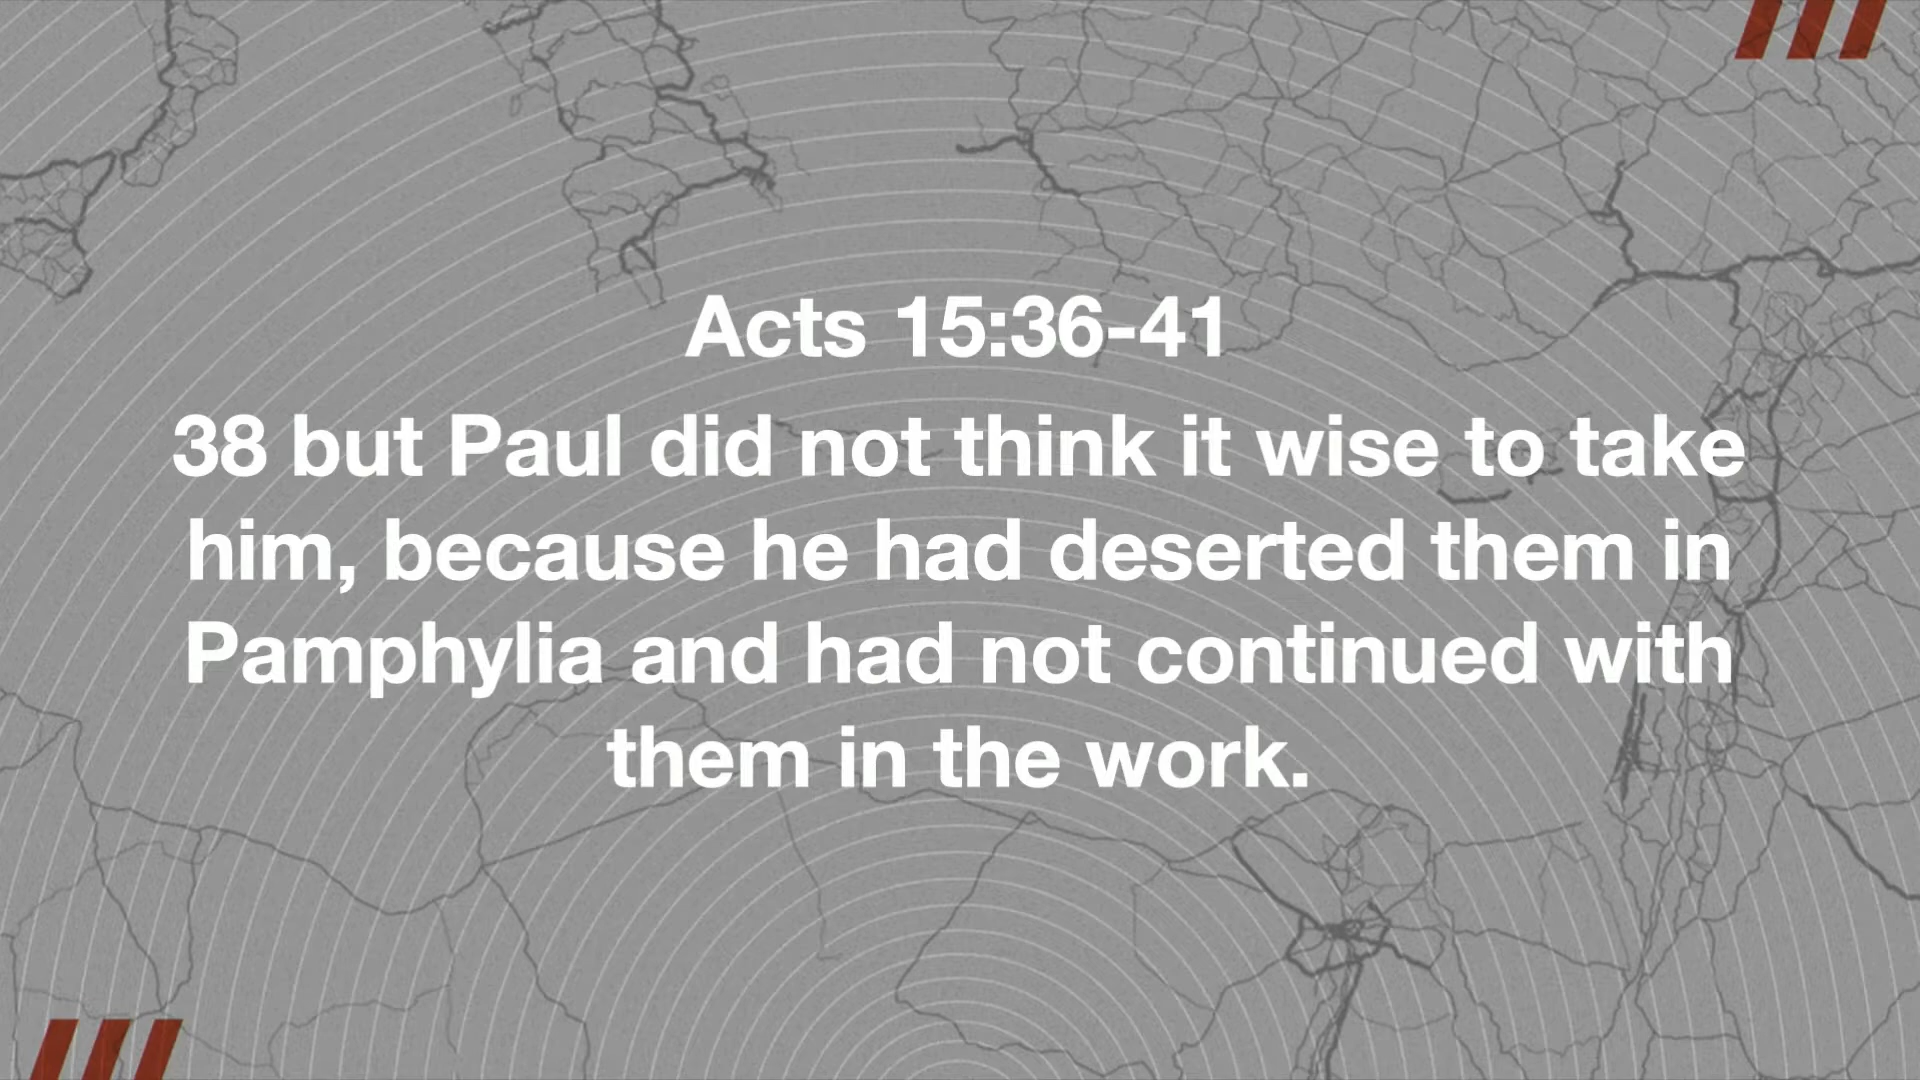 Acts 15:36-41
38 but Paul did not think it wise to take
him, because he had deserted them in
Pamphylia and had not continued with
them in the work.